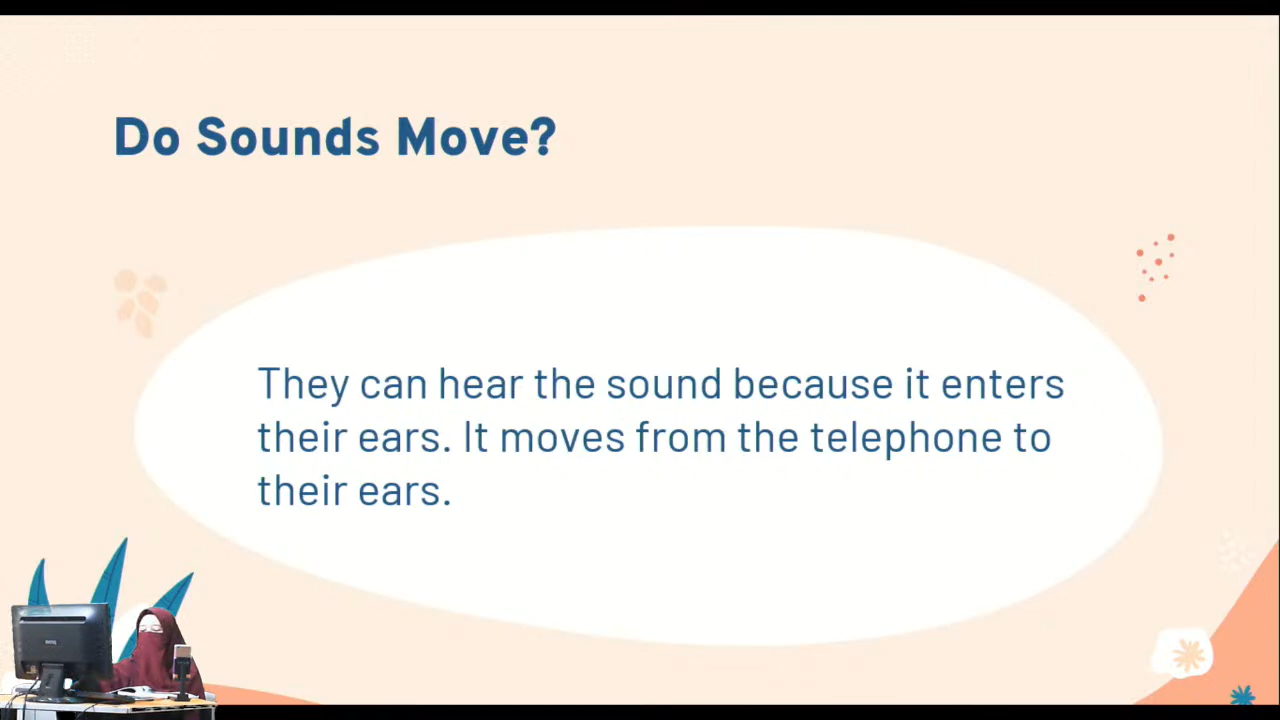 Do Sounds Move?
They can hear the sound because it enters
their ears. It moves from the telephone to
their ears.